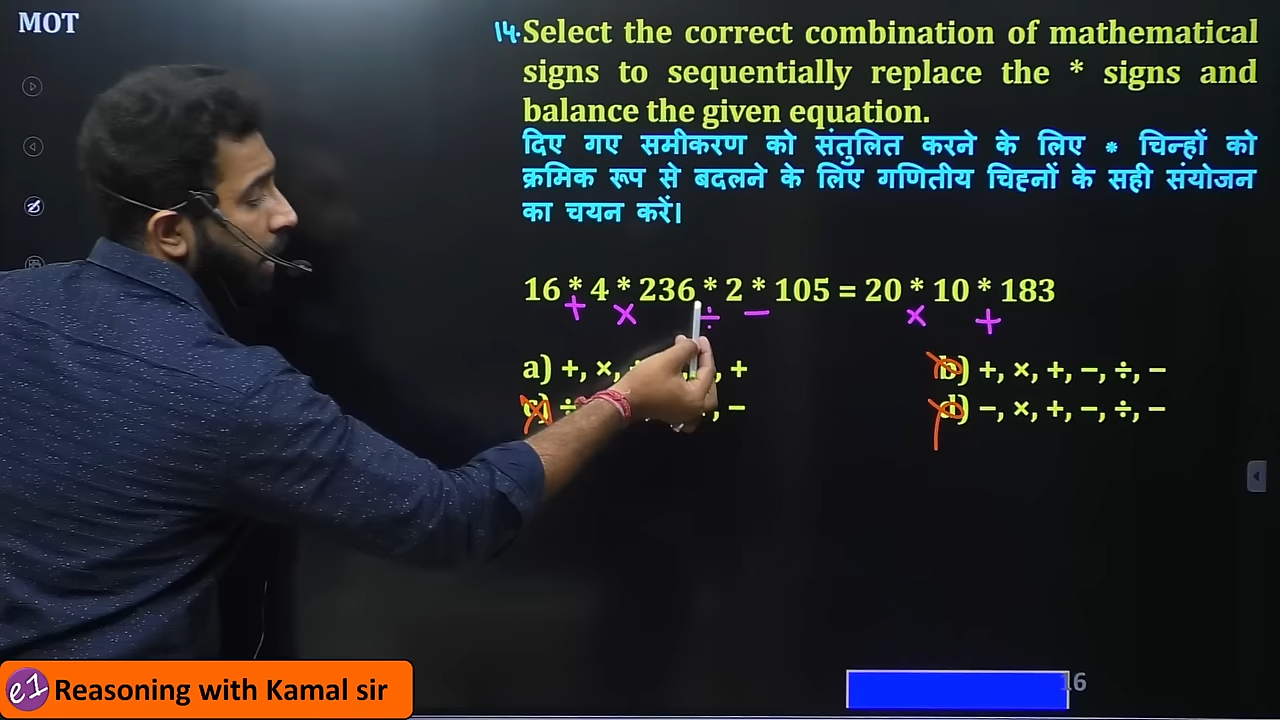 MOT
14. Select the correct combination of mathematical
signs to sequentially replace the * signs and
balance the given equation.
दिए गए समीकरण को संतुलित करने के लिए * चिन्हों को
क्रमिक रूप से बदलने के लिए गणितीय चिह्नों के सही संयोजन
का चयन करें।
16 * 4 * 236 * 2 * 105 = 20 * 10 * 183
+ × ÷ − × +
a) +, ×, , +
b) +, ×, +, −, ÷, −
c) ÷ , −
d) −, ×, +, −, ÷, −
e1 Reasoning with Kamal sir
16